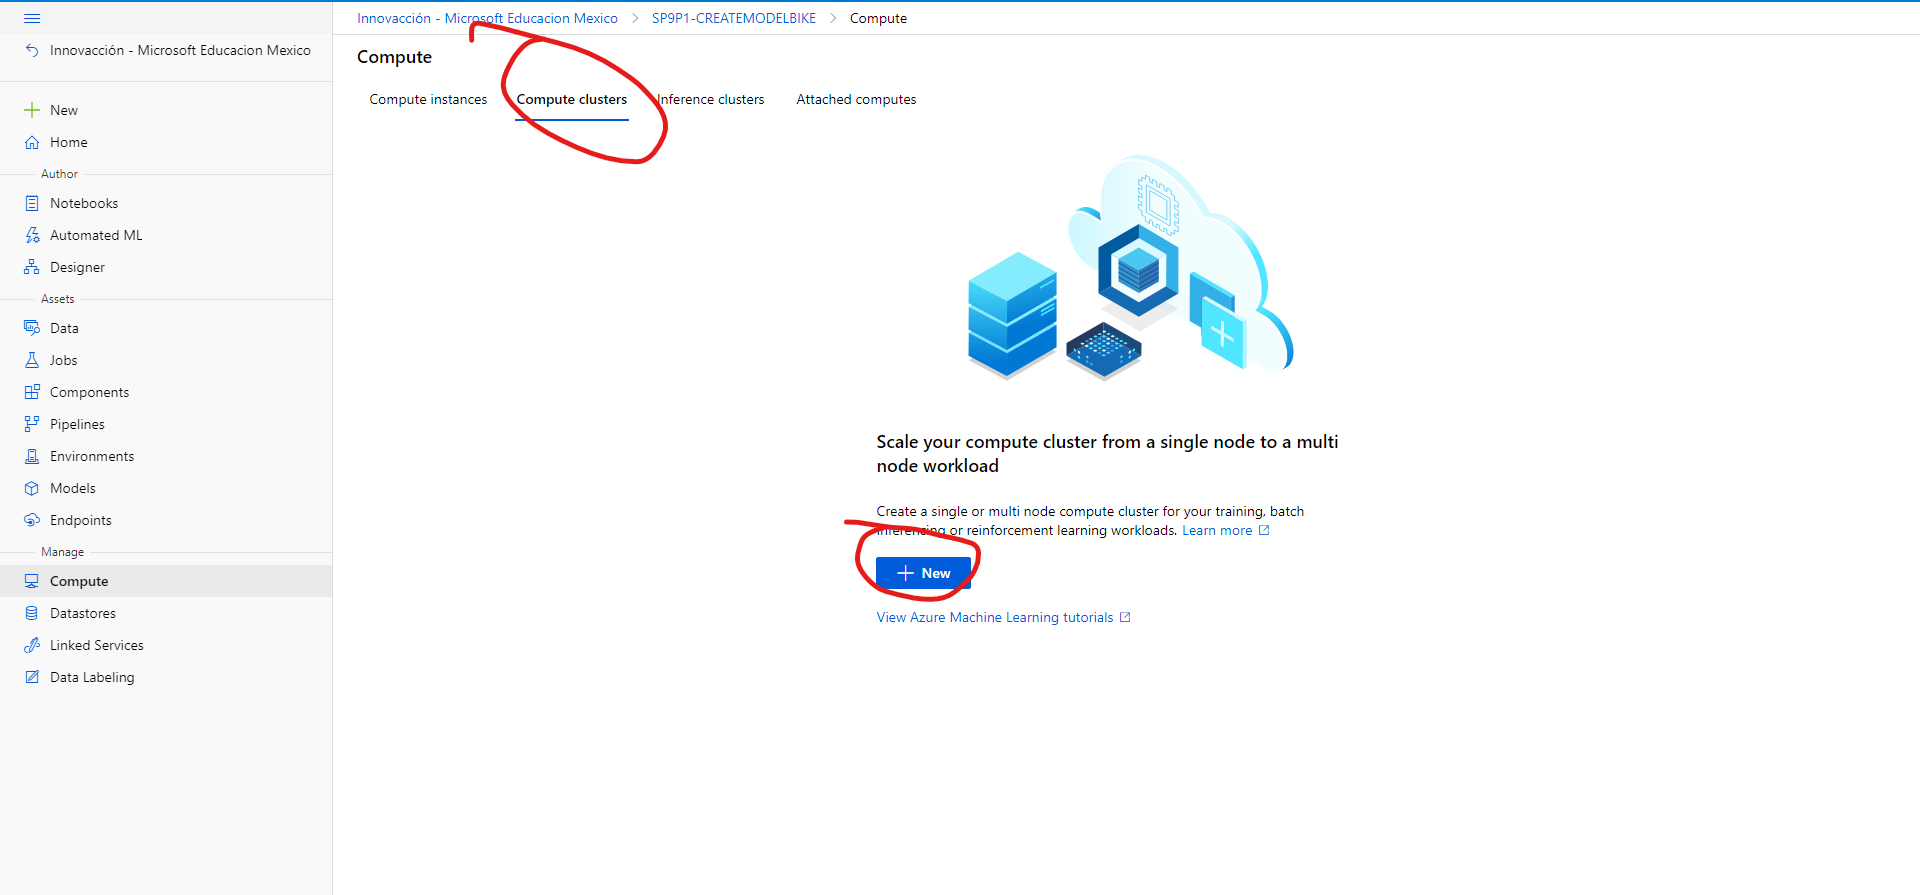 Innovacción - Microsoft Educacion Mexico > SP9P1-CREATEMODELBIKE > Compute
Innovacción - Microsoft Educacion Mexico
New
Home
Author
Notebooks
Automated ML
Designer
Assets
Data
Jobs
Components
Pipelines
Environments
Models
Endpoints
Manage
Compute
Datastores
Linked Services
Data Labeling
Compute
Compute instances Compute clusters Inference clusters Attached computes
Scale your compute cluster from a single node to a multi
node workload
Create a single or multi node compute cluster for your training, batch
inferencing or reinforcement learning workloads. Learn more
New
View Azure Machine Learning tutorials